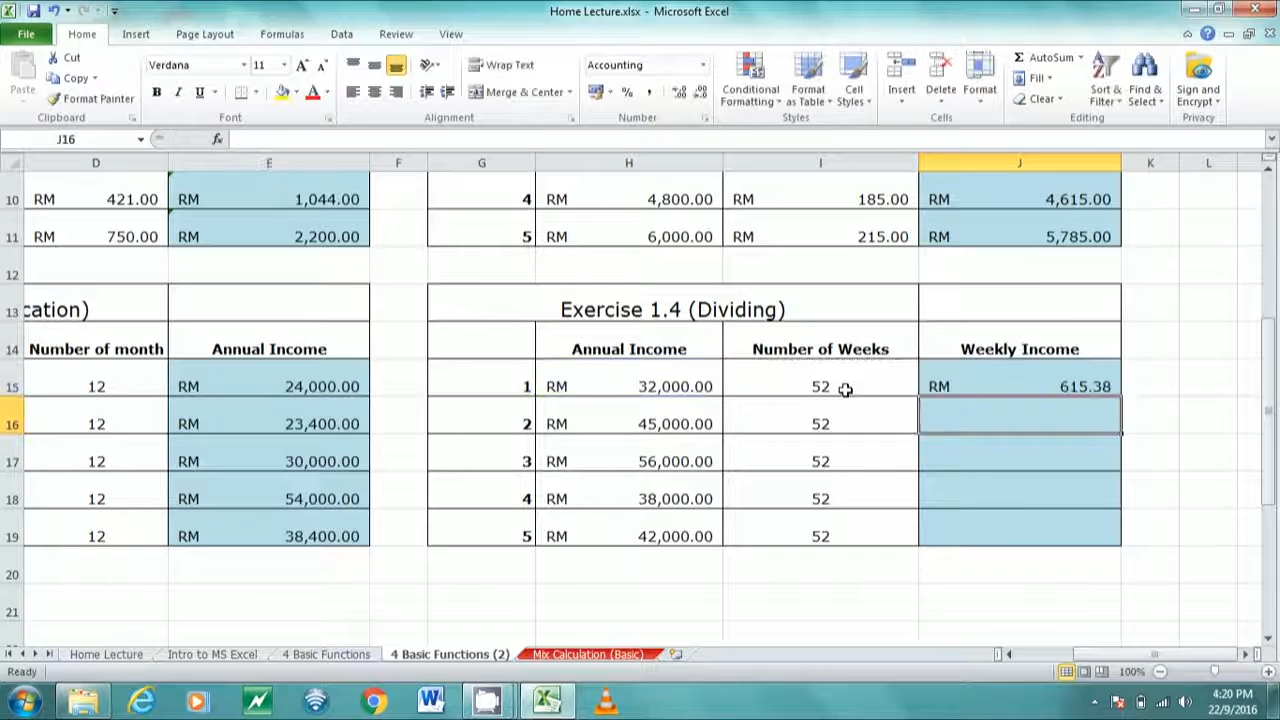 Home Lecture.xlsx - Microsoft Excel
File Home Insert Page Layout Formulas Data Review View
Cut Verdana 11 A A Wrap Text Accounting Σ AutoSum
Copy Fill
Paste Format Painter B I U A Merge & Center % , Conditional Formatting Format as Table Cell Styles Insert Delete Format Clear Sort & Filter Find & Select Sign and Encrypt
Clipboard Font Alignment Number Styles Cells Editing Privacy
J16 fx
D E F G H I J K L
10 RM 421.00 RM 1,044.00 4 RM 4,800.00 RM 185.00 RM 4,615.00
11 RM 750.00 RM 2,200.00 5 RM 6,000.00 RM 215.00 RM 5,785.00
12
13 cation) Exercise 1.4 (Dividing)
14 Number of month Annual Income Annual Income Number of Weeks Weekly Income
15 12 RM 24,000.00 1 RM 32,000.00 52 RM 615.38
16 12 RM 23,400.00 2 RM 45,000.00 52
17 12 RM 30,000.00 3 RM 56,000.00 52
18 12 RM 54,000.00 4 RM 38,000.00 52
19 12 RM 38,400.00 5 RM 42,000.00 52
20
21
Home Lecture Intro to MS Excel 4 Basic Functions 4 Basic Functions (2) Mix Calculation (Basic)
Ready 100%
4:20 PM
22/9/2016